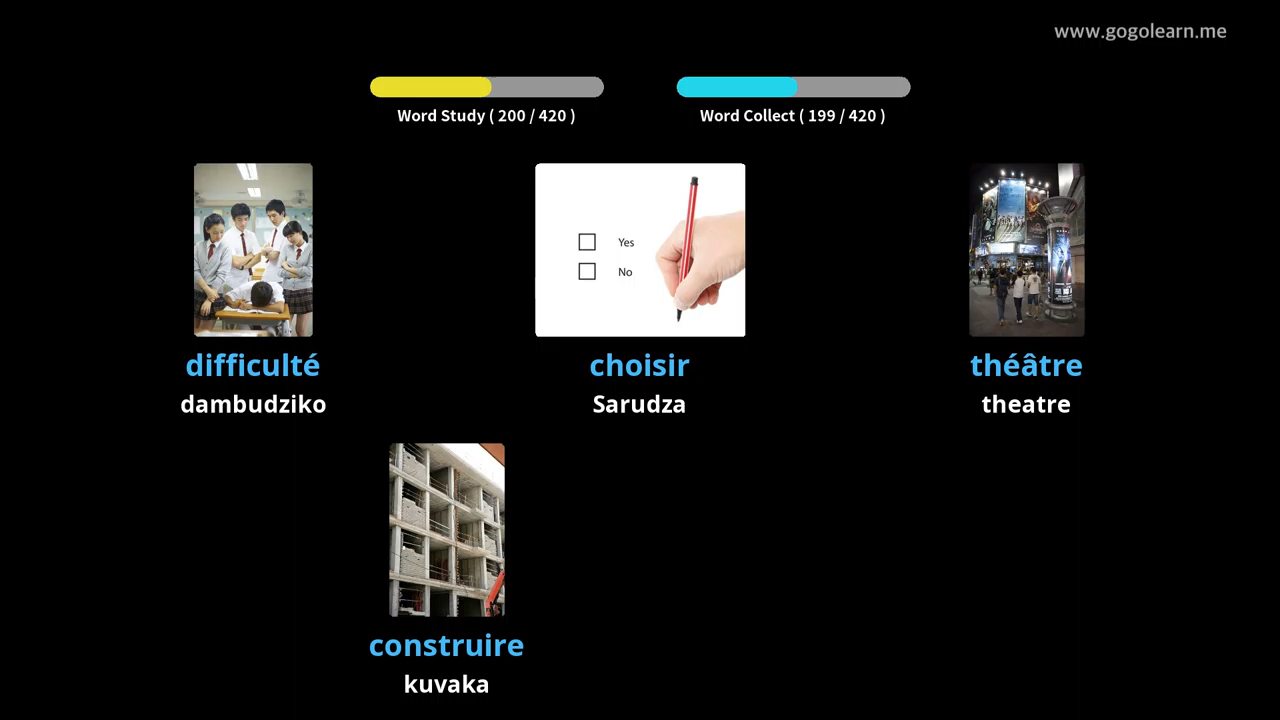 www.gogolearn.me
Word Study ( 200 / 420 )
Word Collect ( 199 / 420 )
Yes
No
difficulté
dambudziko
choisir
Sarudza
théâtre
theatre
construire
kuvaka